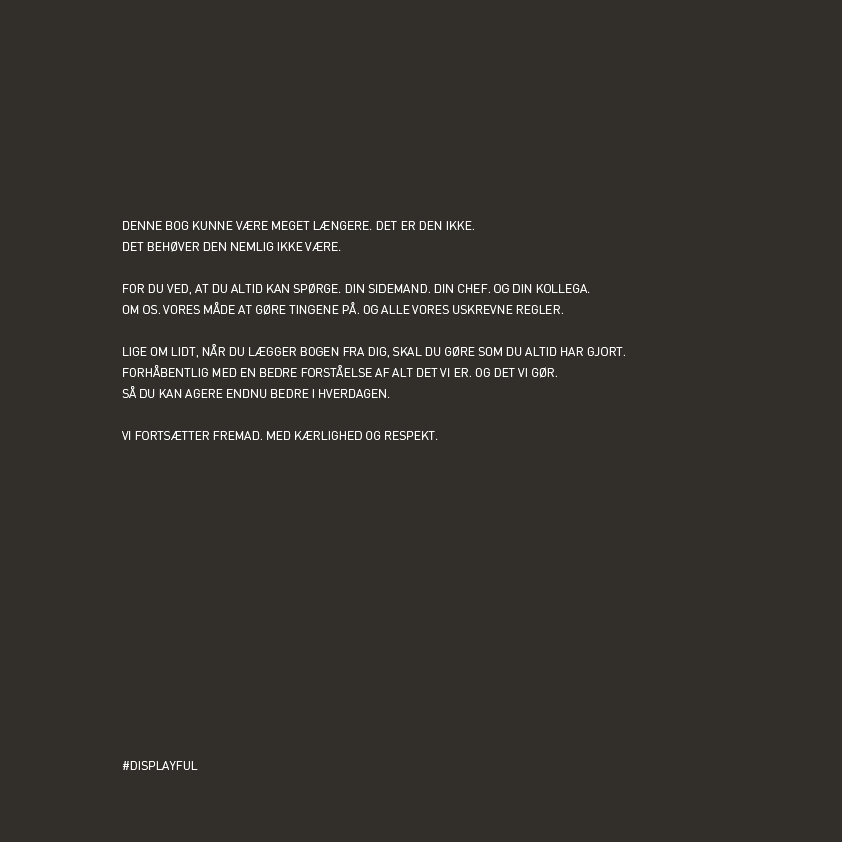 DENNE BOG KUNNE VÆRE MEGET LÆNGERE. DET ER DEN IKKE.
DET BEHØVER DEN NEMLIG IKKE VÆRE.
FOR DU VED, AT DU ALTID KAN SPØRGE. DIN SIDEMAND. DIN CHEF. OG DIN KOLLEGA.
OM OS. VORES MÅDE AT GØRE TINGENE PÅ. OG ALLE VORES USKREVNE REGLER.
LIGE OM LIDT, NÅR DU LÆGGER BOGEN FRA DIG, SKAL DU GØRE SOM DU ALTID HAR GJORT.
FORHÅBENTLIG MED EN BEDRE FORSTÅELSE AF ALT DET VI ER. OG DET VI GØR.
SÅ DU KAN AGERE ENDNU BEDRE I HVERDAGEN.
VI FORTSÆTTER FREMAD. MED KÆRLIGHED OG RESPEKT.
#DISPLAYFUL